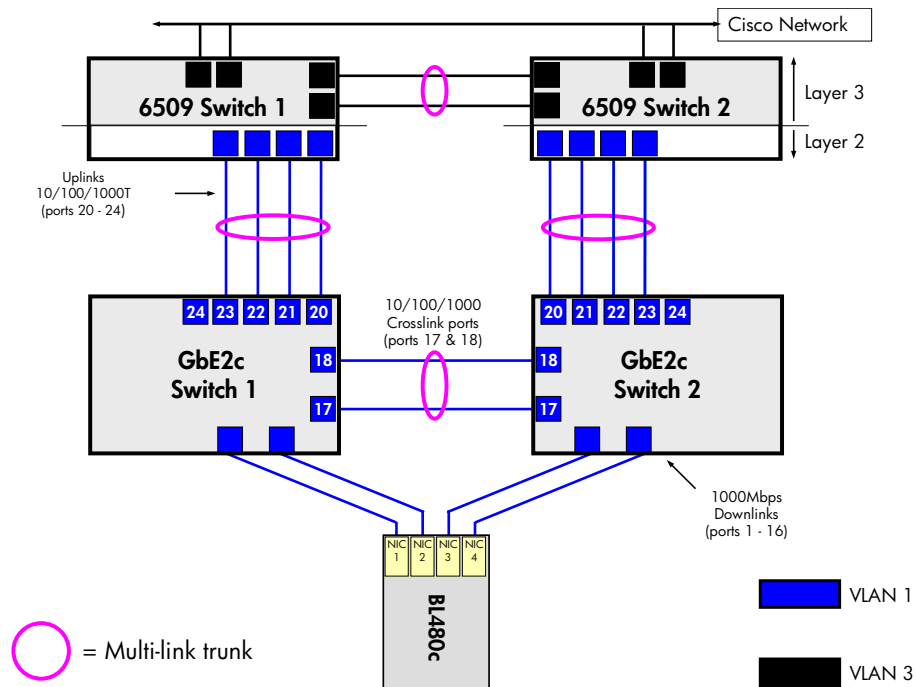 Cisco Network
6509 Switch 1
6509 Switch 2
Layer 3
Layer 2
Uplinks
10/100/1000T
(ports 20 - 24)
24 23 22 21 20
10/100/1000
Crosslink ports
(ports 17 & 18)
20 21 22 23 24
GbE2c
Switch 1
18
17
18
17
GbE2c
Switch 2
1000Mbps
Downlinks
(ports 1 - 16)
NIC
1
NIC
2
NIC
3
NIC
4
BL480c
VLAN 1
= Multi-link trunk
VLAN 3